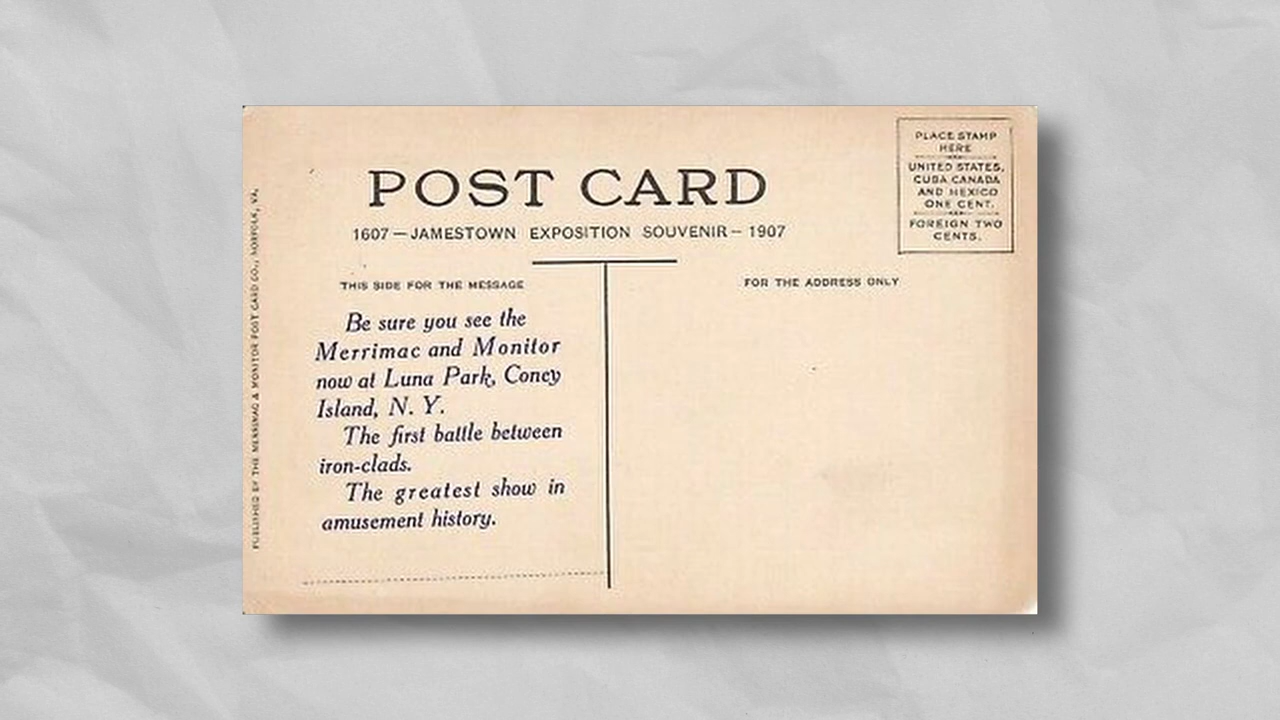 POST CARD
1607—JAMESTOWN EXPOSITION SOUVENIR—1907
PLACE STAMP
HERE
UNITED STATES,
CUBA CANADA
AND MEXICO
ONE CENT.
FOREIGN TWO
CENTS.
THIS SIDE FOR THE MESSAGE
FOR THE ADDRESS ONLY
Be sure you see the
Merrimac and Monitor
now at Luna Park, Coney
Island, N. Y.
The first battle between
iron-clads.
The greatest show in
amusement history.
PUBLISHED BY THE MERRIMAC & MONITOR POST CARD CO., NORFOLK, VA.